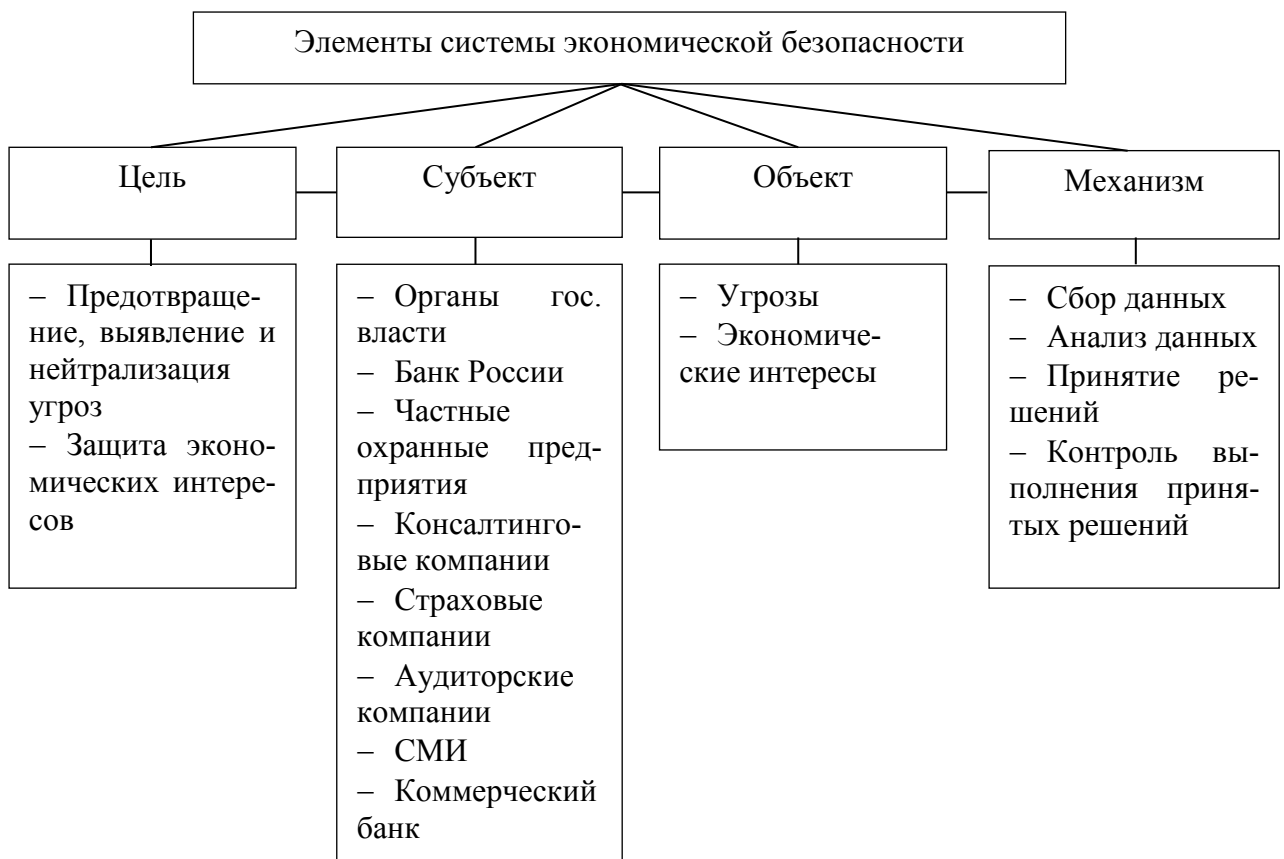 Элементы системы экономической безопасности
Цель
Субъект
Объект
Механизм
– Предотвраще-
ние, выявление и
нейтрализация
угроз
– Защита эконо-
мических интере-
сов
– Органы гос.
власти
– Банк России
– Частные
охранные пред-
приятия
– Консалтинго-
вые компании
– Страховые
компании
– Аудиторские
компании
– СМИ
– Коммерческий
банк
– Угрозы
– Экономиче-
ские интересы
– Сбор данных
– Анализ данных
– Принятие ре-
шений
– Контроль вы-
полнения приня-
тых решений